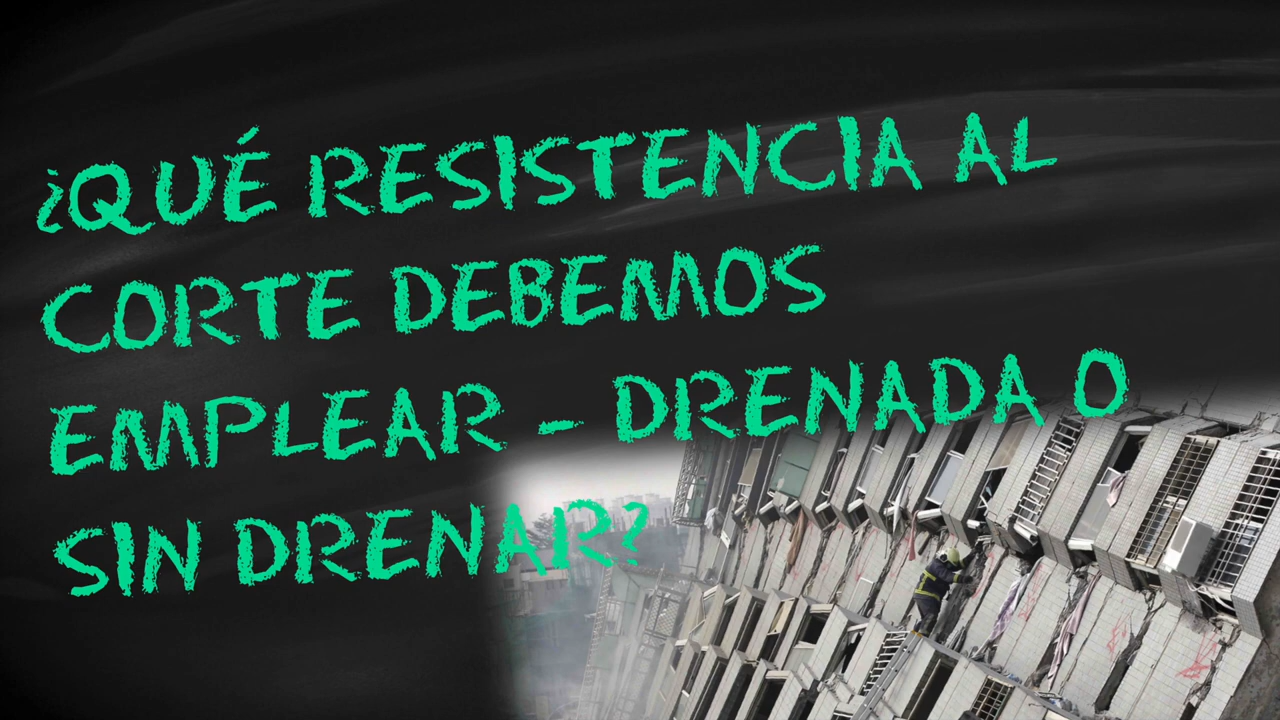 ¿QUÉ RESISTENCIA AL
CORTE DEBEMOS
EMPLEAR - DRENADA O
SIN DRENAR?